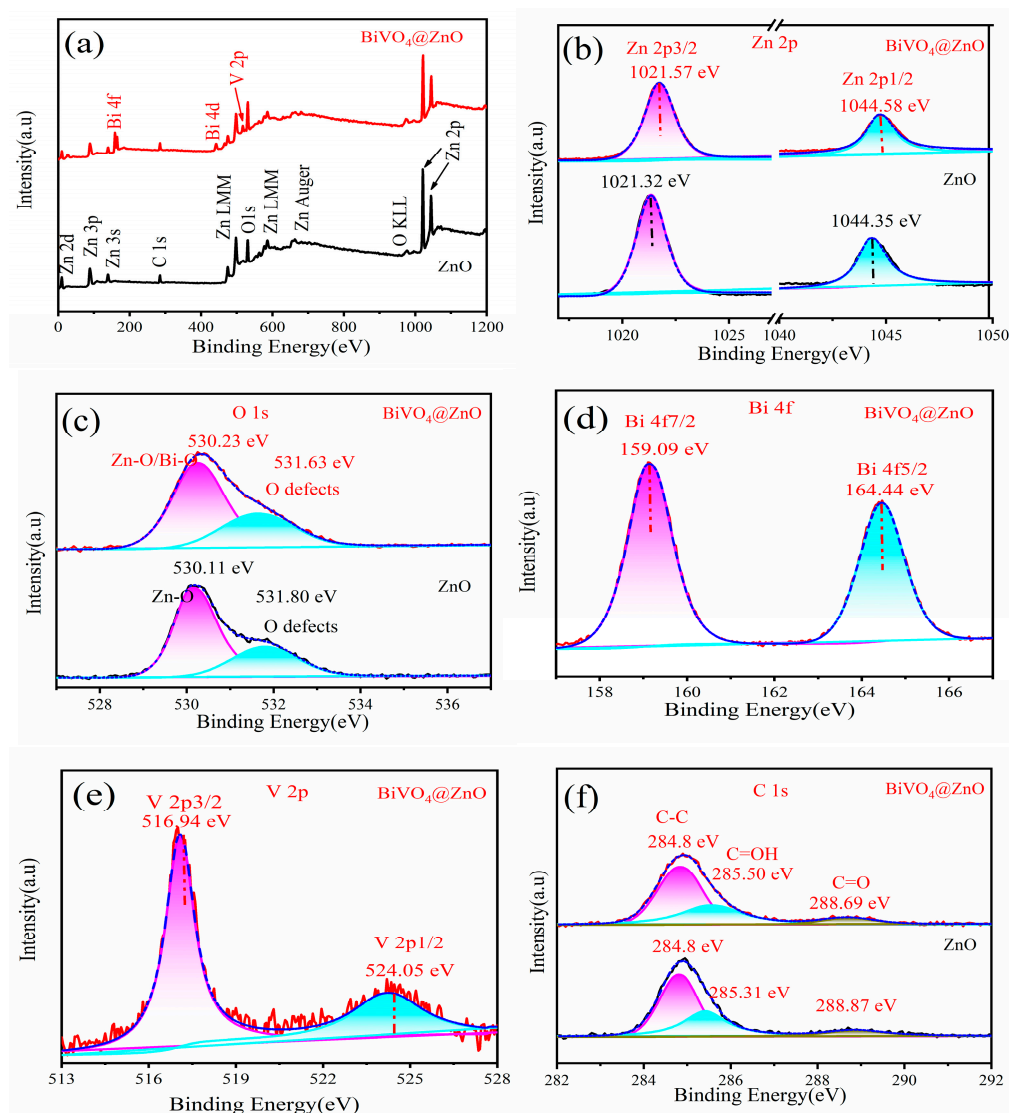 (a)
BiVO4@ZnO
Bi 4f
Bi 4d
V 2p
Zn 2p
Zn 2d
Zn 3p
Zn 3s
C 1s
Zn LMM
O1s
Zn LMM
Zn Auger
O KLL
ZnO
Intensity(a.u)
0 200 400 600 800 1000 1200
Binding Energy(eV)
(b)
Zn 2p
BiVO4@ZnO
Zn 2p3/2
1021.57 eV
Zn 2p1/2
1044.58 eV
1021.32 eV
ZnO
1044.35 eV
Intensity(a.u)
1020 1025 1040 1045 1050
Binding Energy(eV)
(c)
O 1s
BiVO4@ZnO
530.23 eV
Zn-O/Bi-O
531.63 eV
O defects
530.11 eV
ZnO
Zn-O
531.80 eV
O defects
Intensity(a.u)
528 530 532 534 536
Binding Energy(eV)
(d)
Bi 4f
BiVO4@ZnO
Bi 4f7/2
159.09 eV
Bi 4f5/2
164.44 eV
Intensity(a.u)
158 160 162 164 166
Binding Energy(eV)
(e)
V 2p
BiVO4@ZnO
V 2p3/2
516.94 eV
V 2p1/2
524.05 eV
Intensity(a.u)
513 516 519 522 525 528
Binding Energy(eV)
(f)
C 1s
BiVO4@ZnO
C-C
284.8 eV
C=OH
285.50 eV
C=O
288.69 eV
ZnO
284.8 eV
285.31 eV
288.87 eV
Intensity(a.u)
282 284 286 288 290 292
Binding Energy(eV)